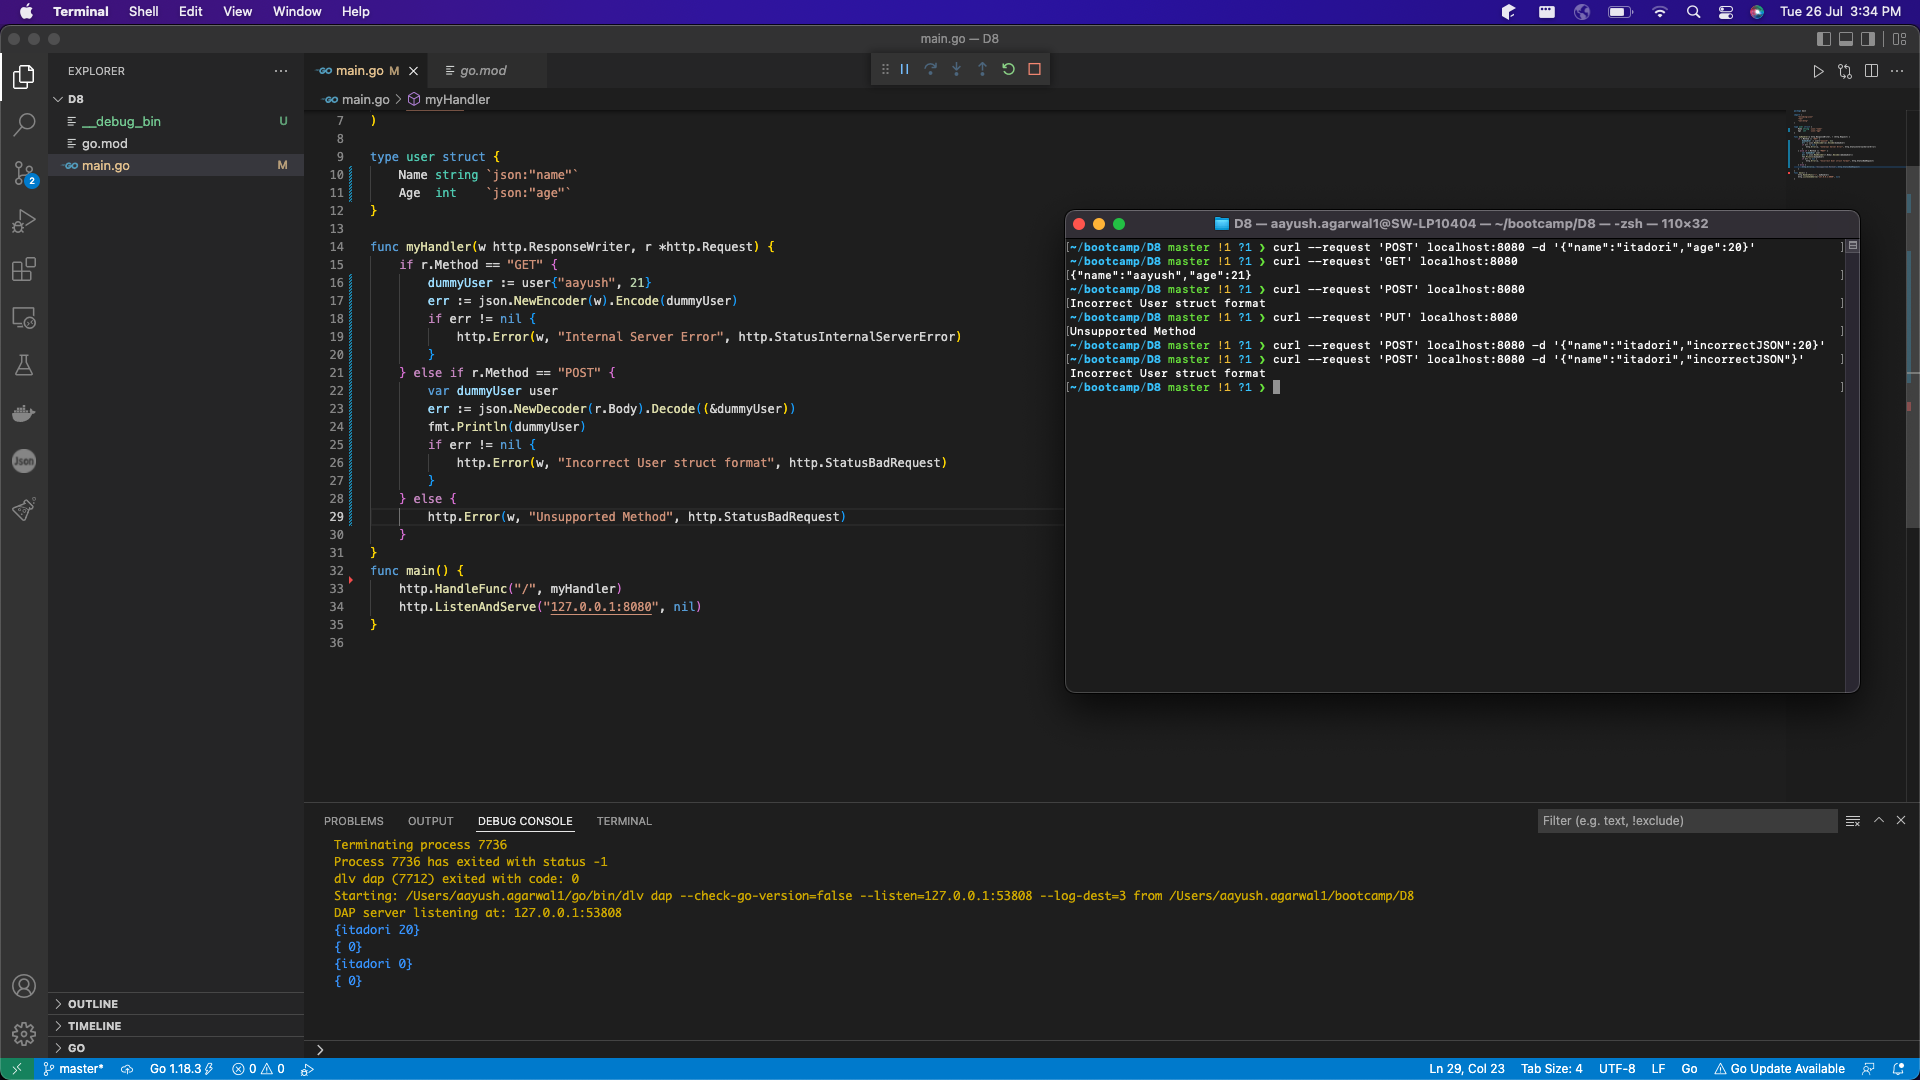 Terminal Shell Edit View Window Help Tue 26 Jul 3:34 PM
main.go — D8
EXPLORER
D8
__debug_bin U
go.mod
main.go M
OUTLINE
TIMELINE
GO
main.go M
go.mod
main.go > myHandler
7 )
8
9 type user struct {
10 Name string `json:"name"`
11 Age int `json:"age"`
12 }
13
14 func myHandler(w http.ResponseWriter, r *http.Request) {
15 if r.Method == "GET" {
16 dummyUser := user{"aayush", 21}
17 err := json.NewEncoder(w).Encode(dummyUser)
18 if err != nil {
19 http.Error(w, "Internal Server Error", http.StatusInternalServerError)
20 }
21 } else if r.Method == "POST" {
22 var dummyUser user
23 err := json.NewDecoder(r.Body).Decode((&dummyUser))
24 fmt.Println(dummyUser)
25 if err != nil {
26 http.Error(w, "Incorrect User struct format", http.StatusBadRequest)
27 }
28 } else {
29 http.Error(w, "Unsupported Method", http.StatusBadRequest)
30 }
31 }
32 func main() {
33 http.HandleFunc("/", myHandler)
34 http.ListenAndServe("127.0.0.1:8080", nil)
35 }
36
D8 — aayush.agarwal1@SW-LP10404 — ~/bootcamp/D8 — -zsh — 110×32
[~/bootcamp/D8 master !1 ?1 ❯ curl --request 'POST' localhost:8080 -d '{"name":"itadori","age":20}' ]
~/bootcamp/D8 master !1 ?1 ❯ curl --request 'GET' localhost:8080
[{"name":"aayush","age":21} ]
~/bootcamp/D8 master !1 ?1 ❯ curl --request 'POST' localhost:8080
[Incorrect User struct format ]
~/bootcamp/D8 master !1 ?1 ❯ curl --request 'PUT' localhost:8080
[Unsupported Method ]
[~/bootcamp/D8 master !1 ?1 ❯ curl --request 'POST' localhost:8080 -d '{"name":"itadori","incorrectJSON":20}' ]
[~/bootcamp/D8 master !1 ?1 ❯ curl --request 'POST' localhost:8080 -d '{"name":"itadori","incorrectJSON"}' ]
Incorrect User struct format
[~/bootcamp/D8 master !1 ?1 ❯ ]
PROBLEMS OUTPUT DEBUG CONSOLE TERMINAL Filter (e.g. text, !exclude)
Terminating process 7736
Process 7736 has exited with status -1
dlv dap (7712) exited with code: 0
Starting: /Users/aayush.agarwal1/go/bin/dlv dap --check-go-version=false --listen=127.0.0.1:53808 --log-dest=3 from /Users/aayush.agarwal1/bootcamp/D8
DAP server listening at: 127.0.0.1:53808
{itadori 20}
{ 0}
{itadori 0}
{ 0}
2
Json
master* Go 1.18.3 0 0 Ln 29, Col 23 Tab Size: 4 UTF-8 LF Go Go Update Available